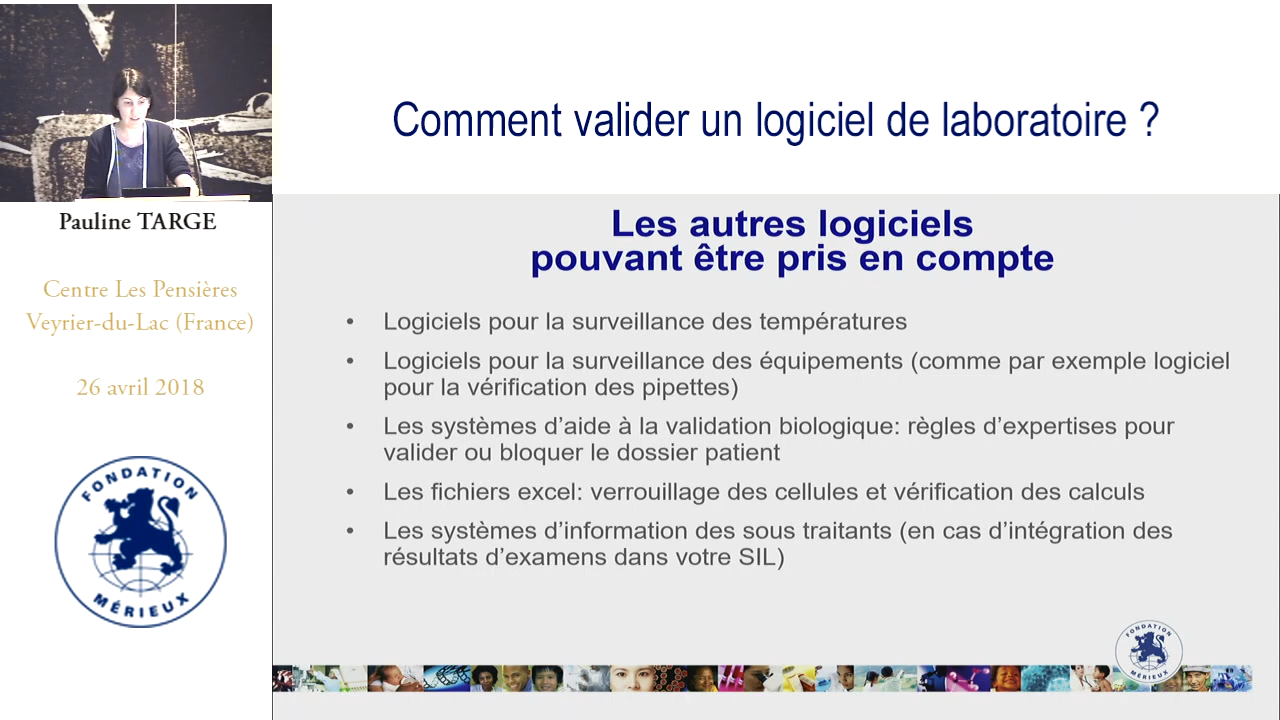 Comment valider un logiciel de laboratoire ?
Pauline TARGE
Centre Les Pensières
Veyrier-du-Lac (France)
26 avril 2018
FONDATION
MÉRIEUX
Les autres logiciels
pouvant être pris en compte
• Logiciels pour la surveillance des températures
• Logiciels pour la surveillance des équipements (comme par exemple logiciel
pour la vérification des pipettes)
• Les systèmes d’aide à la validation biologique: règles d’expertises pour
valider ou bloquer le dossier patient
• Les fichiers excel: verrouillage des cellules et vérification des calculs
• Les systèmes d’information des sous traitants (en cas d’intégration des
résultats d’examens dans votre SIL)
FONDATION
MÉRIEUX